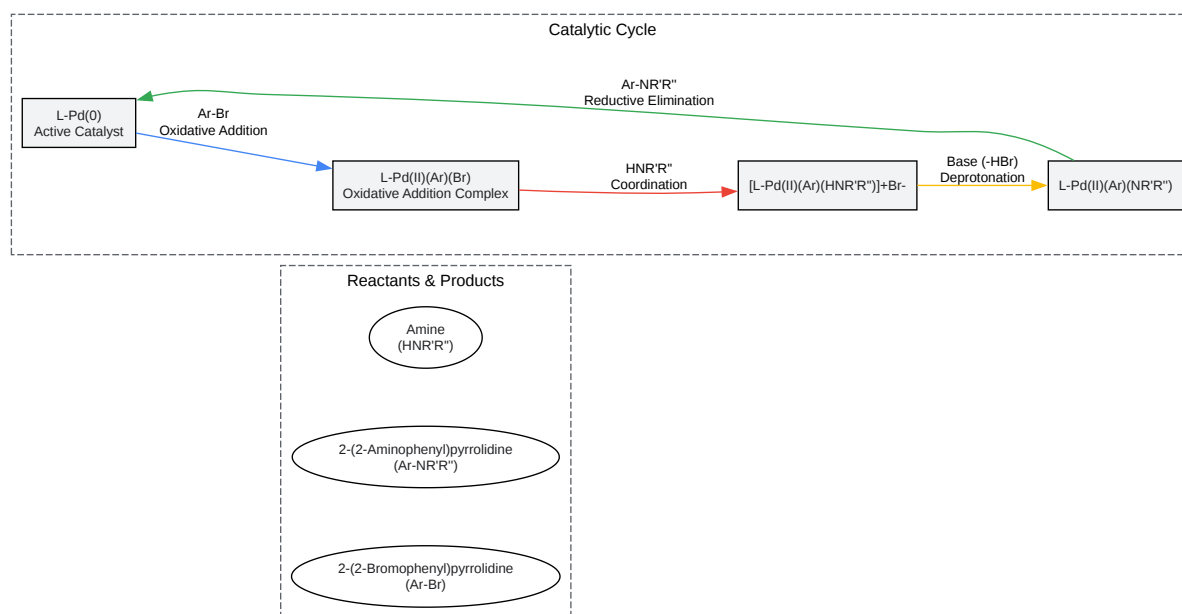 Catalytic Cycle
Ar-NR'R"
Reductive Elimination
L-Pd(0)
Active Catalyst
Ar-Br
Oxidative Addition
L-Pd(II)(Ar)(Br)
Oxidative Addition Complex
HNR'R"
Coordination
[L-Pd(II)(Ar)(HNR'R")]+Br-
Base (-HBr)
Deprotonation
L-Pd(II)(Ar)(NR'R")
Reactants & Products
Amine
(HNR'R")
2-(2-Aminophenyl)pyrrolidine
(Ar-NR'R")
2-(2-Bromophenyl)pyrrolidine
(Ar-Br)